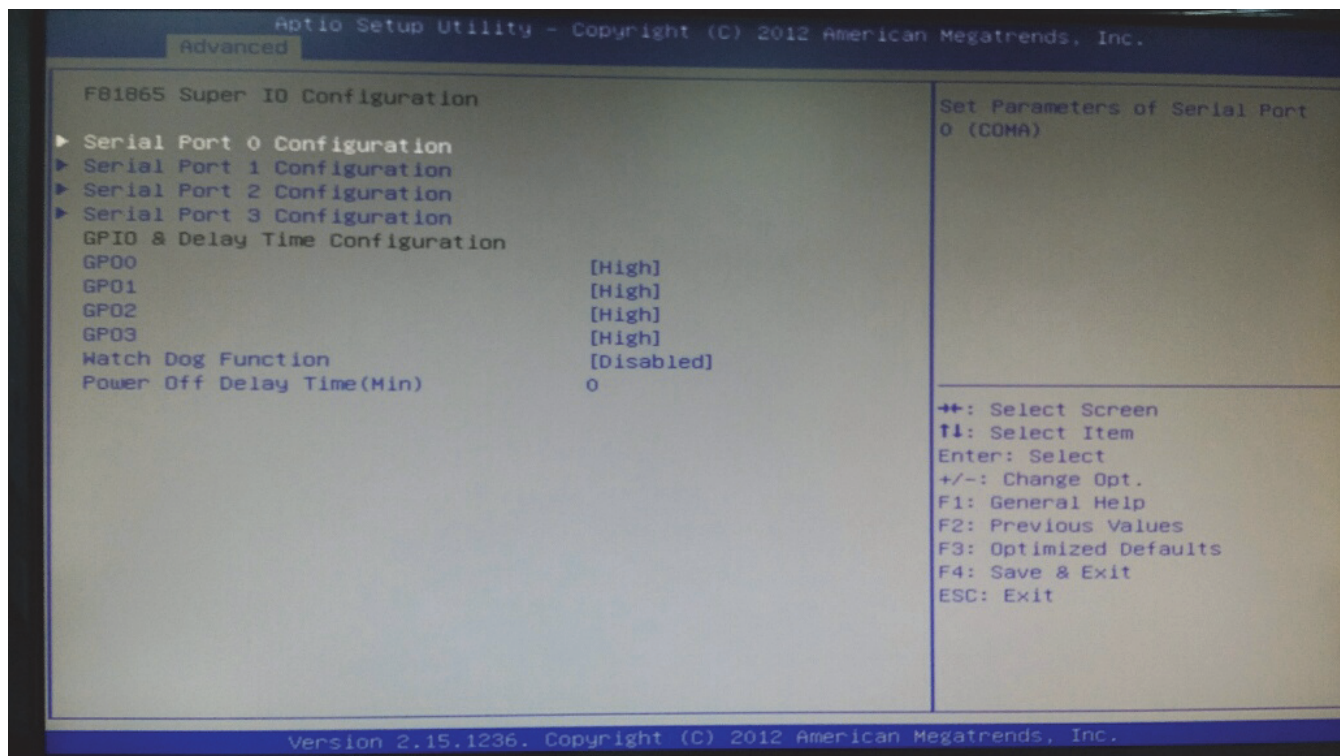 Aptio Setup Utility - Copyright (C) 2012 American Megatrends, Inc.
Advanced
F81865 Super IO Configuration
► Serial Port 0 Configuration
► Serial Port 1 Configuration
► Serial Port 2 Configuration
► Serial Port 3 Configuration
GPIO & Delay Time Configuration
GPO0 [High]
GPO1 [High]
GPO2 [High]
GPO3 [High]
Watch Dog Function [Disabled]
Power Off Delay Time(Min) 0
Set Parameters of Serial Port
0 (COMA)
→←: Select Screen
↑↓: Select Item
Enter: Select
+/-: Change Opt.
F1: General Help
F2: Previous Values
F3: Optimized Defaults
F4: Save & Exit
ESC: Exit
Version 2.15.1236. Copyright (C) 2012 American Megatrends, Inc.